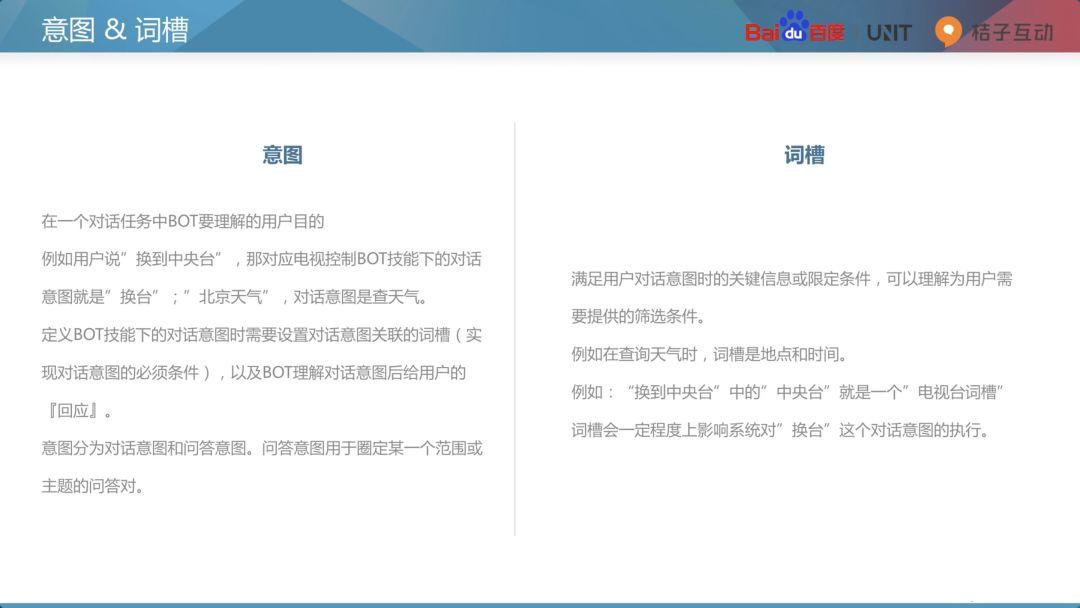 意图 & 词槽
Bai du 百度 UNIT 桔子互动
意图
在一个对话任务中BOT要理解的用户目的
例如用户说”换到中央台”，那对应电视控制BOT技能下的对话
意图就是”换台”；”北京天气”，对话意图是查天气。
定义BOT技能下的对话意图时需要设置对话意图关联的词槽（实
现对话意图的必须条件），以及BOT理解对话意图后给用户的
『回应』。
意图分为对话意图和问答意图。问答意图用于圈定某一个范围或
主题的问答对。
词槽
满足用户对话意图时的关键信息或限定条件，可以理解为用户需
要提供的筛选条件。
例如在查询天气时，词槽是地点和时间。
例如：“换到中央台”中的”中央台”就是一个”电视台词槽”
词槽会一定程度上影响系统对”换台”这个对话意图的执行。